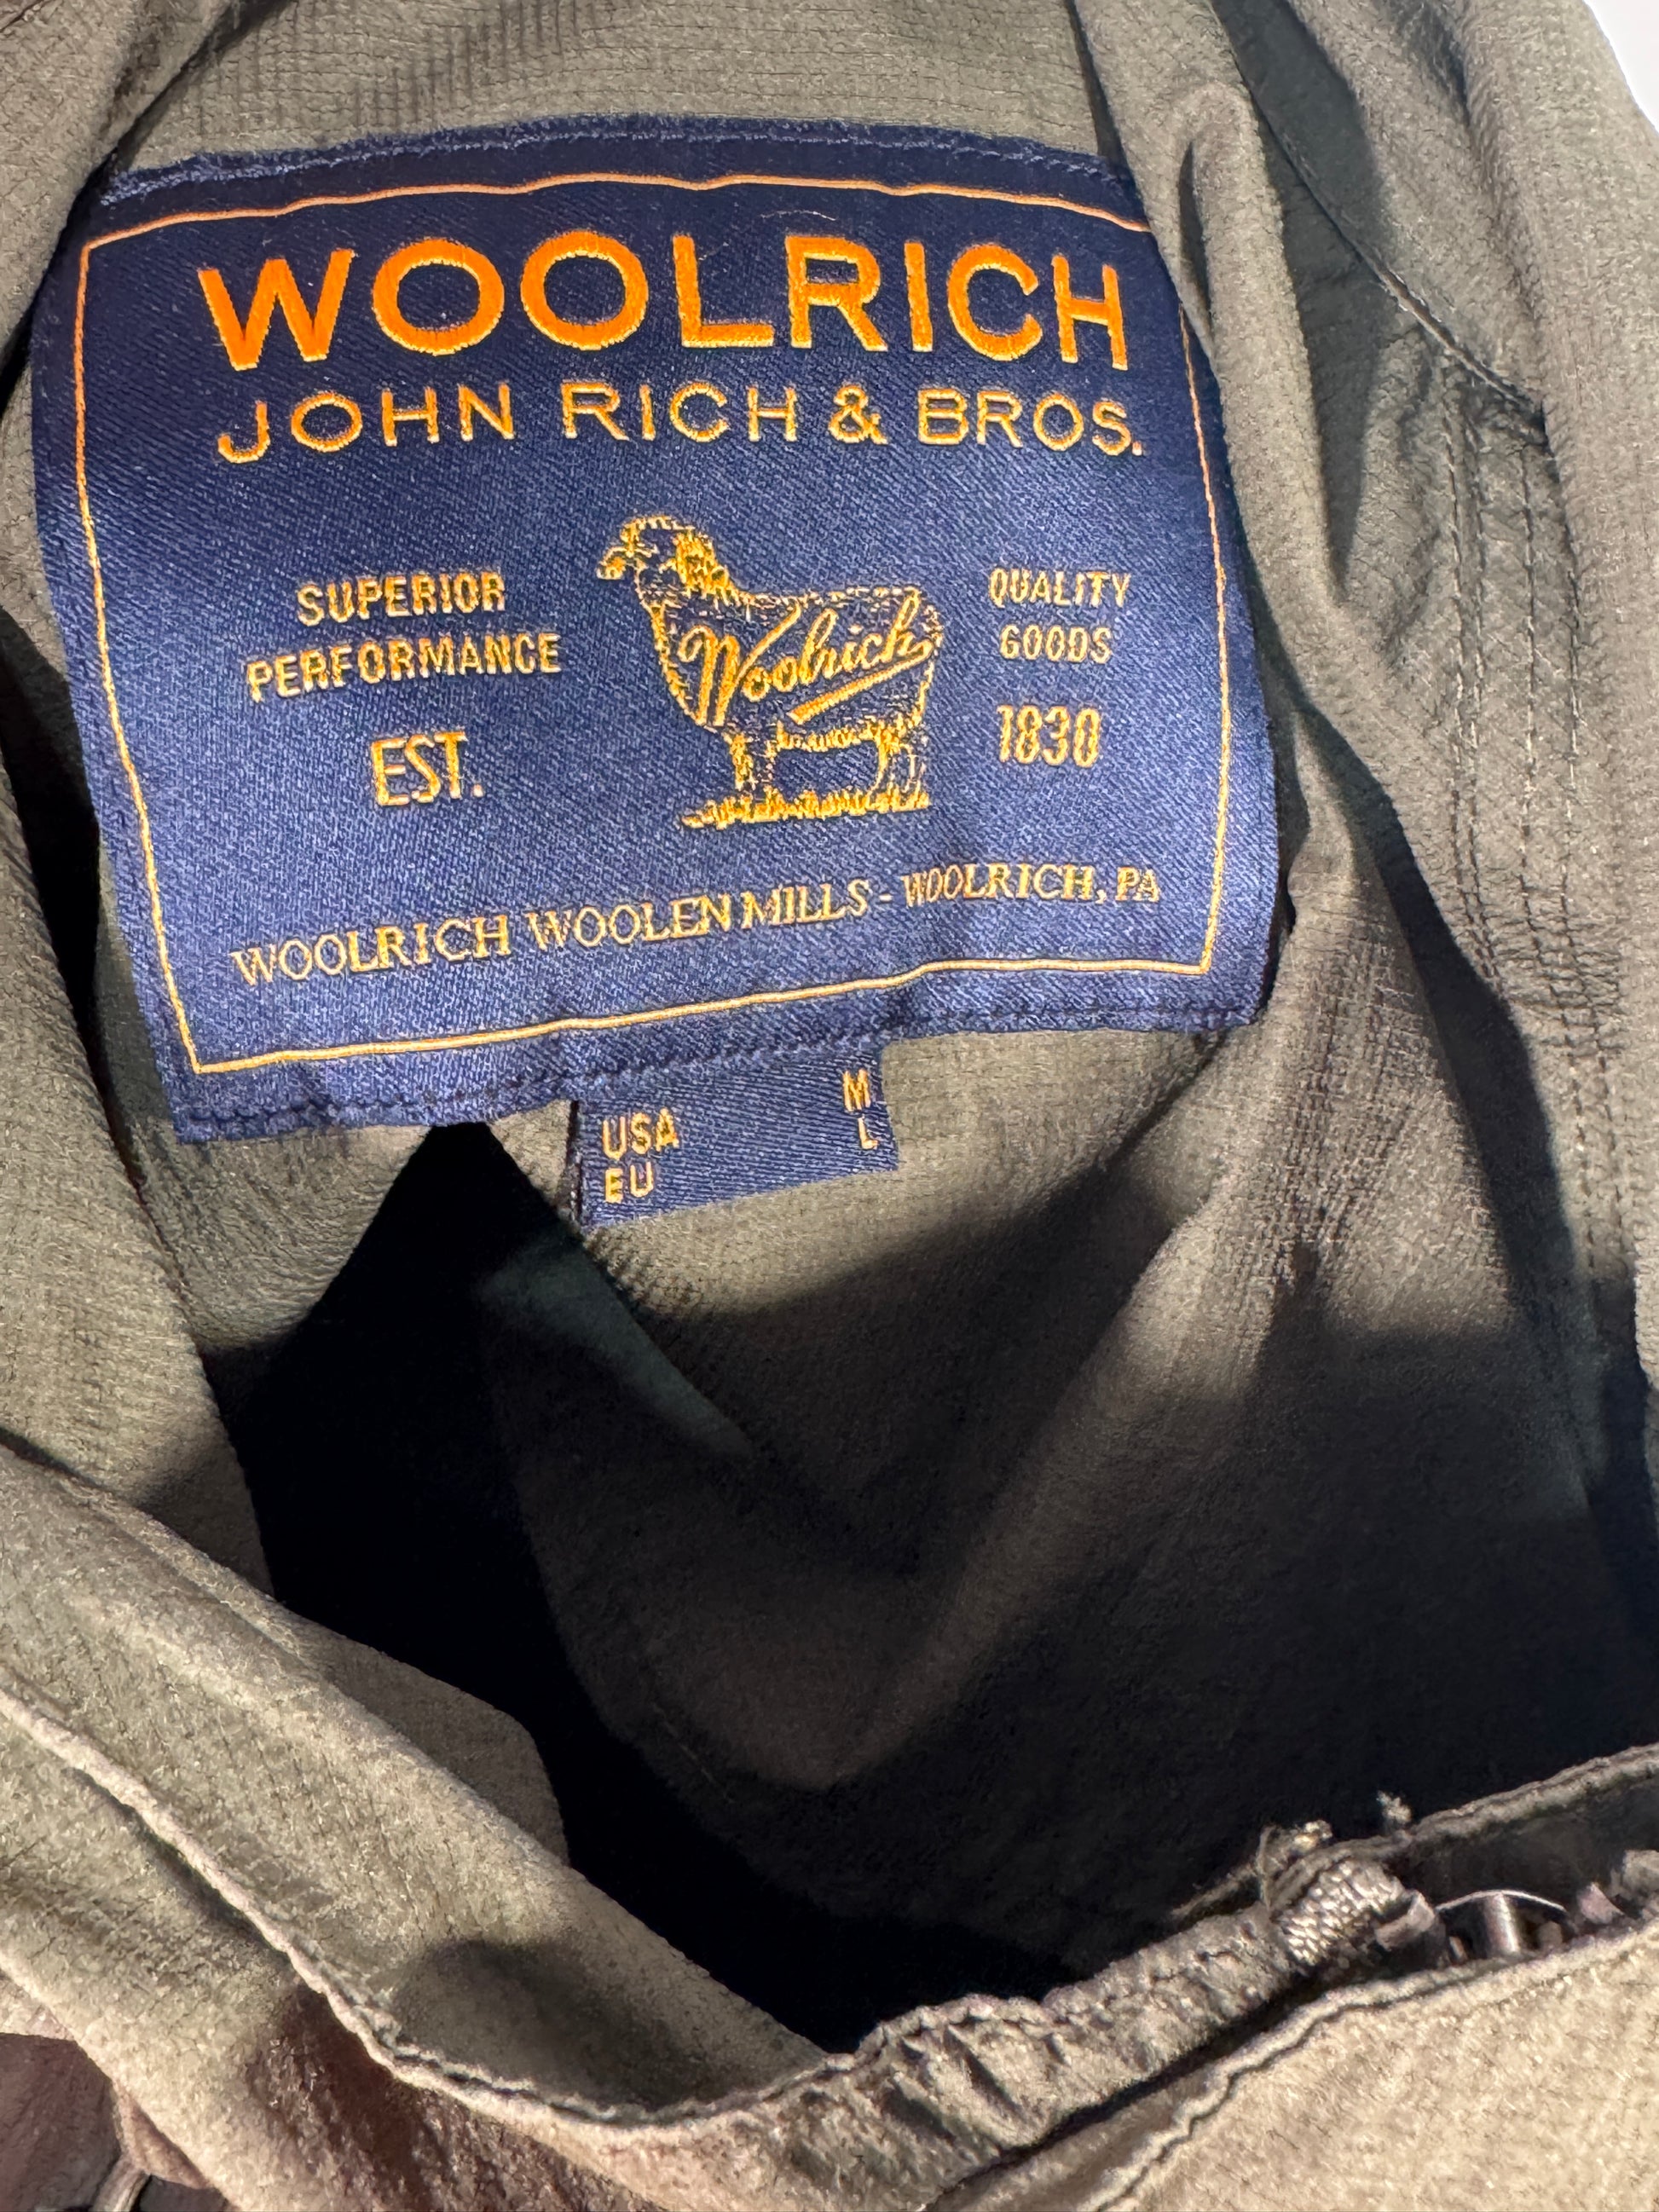 WOOLRICH
JOHN RICH & BROS.
SUPERIOR
PERFORMANCE
EST.
Woolrich
QUALITY
GOODS
1830
WOOLRICH WOOLEN MILLS - WOOLRICH, PA
USA M
EU L